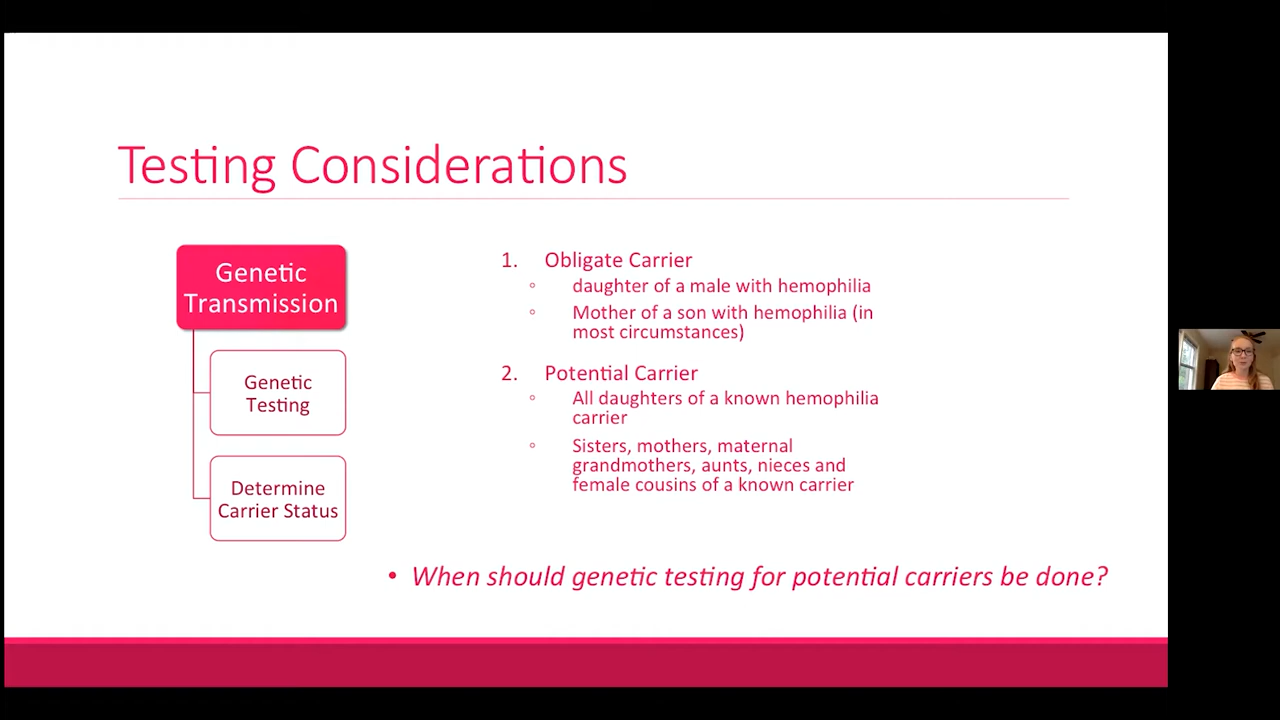 Testing Considerations
Genetic
Transmission
Genetic
Testing
Determine
Carrier Status
1. Obligate Carrier
◦ daughter of a male with hemophilia
◦ Mother of a son with hemophilia (in
most circumstances)
2. Potential Carrier
◦ All daughters of a known hemophilia
carrier
◦ Sisters, mothers, maternal
grandmothers, aunts, nieces and
female cousins of a known carrier
• When should genetic testing for potential carriers be done?